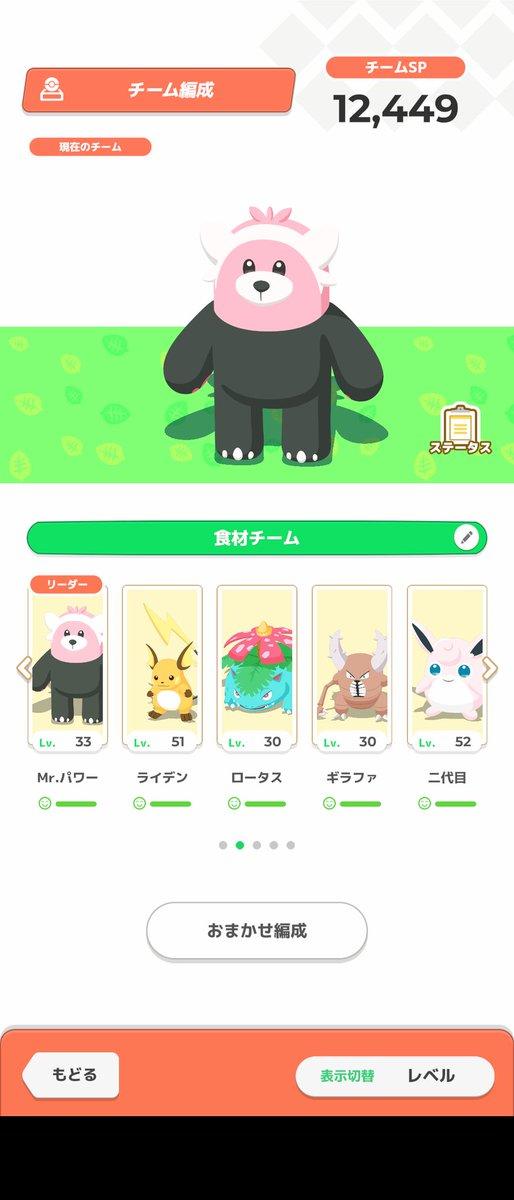 チーム編成
チームSP
12,449
現在のチーム
ステータス
食材チーム
リーダー
Lv. 33
Lv. 51
Lv. 30
Lv. 30
Lv. 52
Mr.パワー
ライデン
ロータス
ギラファ
二代目
おまかせ編成
もどる
表示切替 レベル